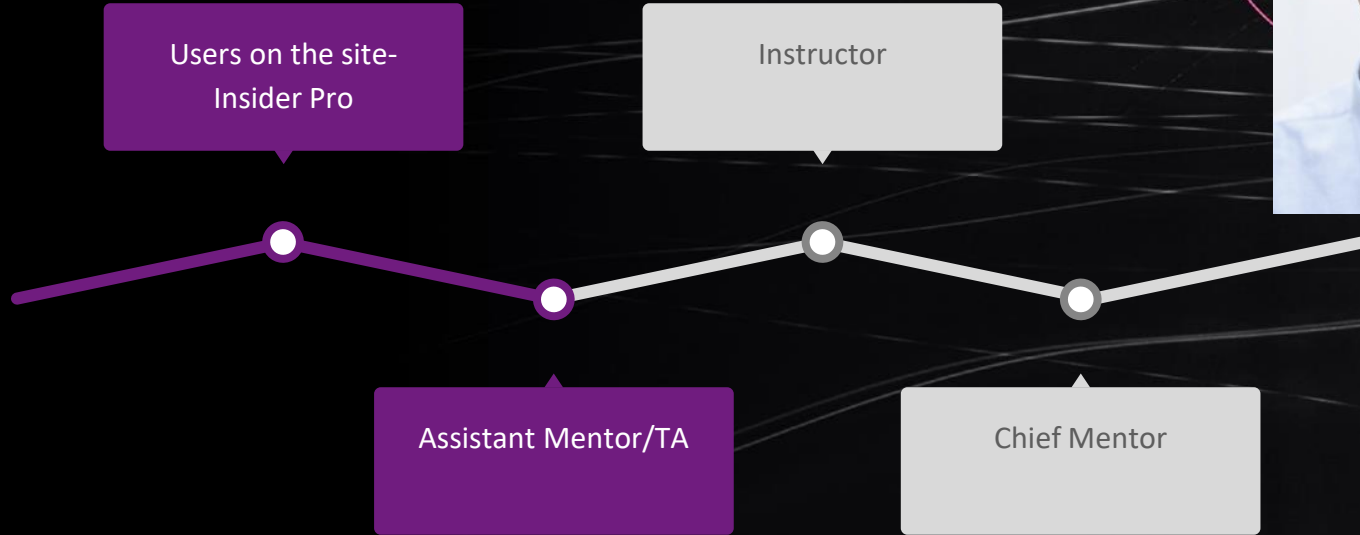 Users on the site-
Insider Pro
Instructor
Assistant Mentor/TA
Chief Mentor